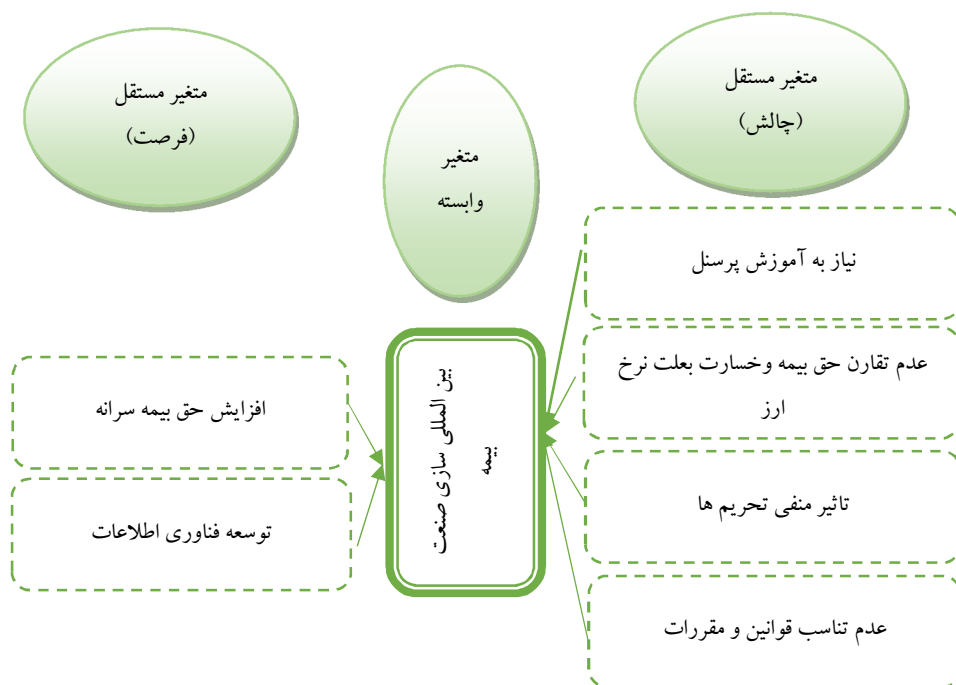 متغیر مستقل
(چالش)
متغیر
وابسته
متغیر مستقل
(فرصت)
نیاز به آموزش پرسنل
عدم تقارن حق بیمه وخسارت بعلت نرخ
ارز
تاثیر منفی تحریم ها
عدم تناسب قوانین و مقررات
بین المللی سازی صنعت
بیمه
افزایش حق بیمه سرانه
توسعه فناوری اطلاعات